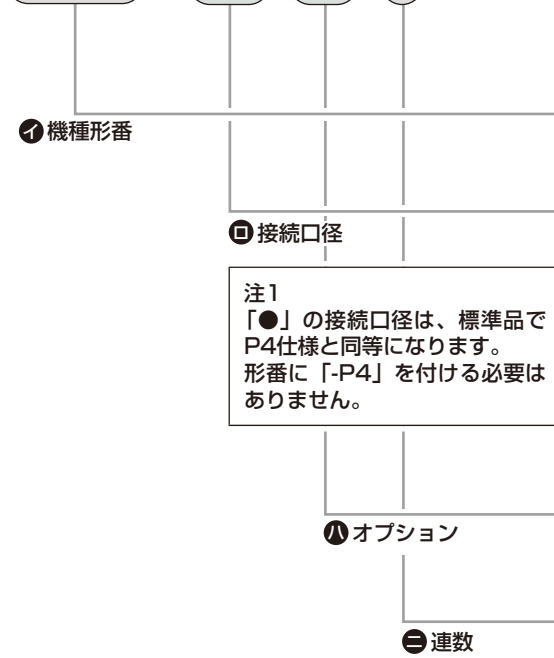 イ 機種形番
ロ 接続口径
注1
「●」の接続口径は、標準品で
P4仕様と同等になります。
形番に「-P4」を付ける必要は
ありません。
ハ オプション
ニ 連数